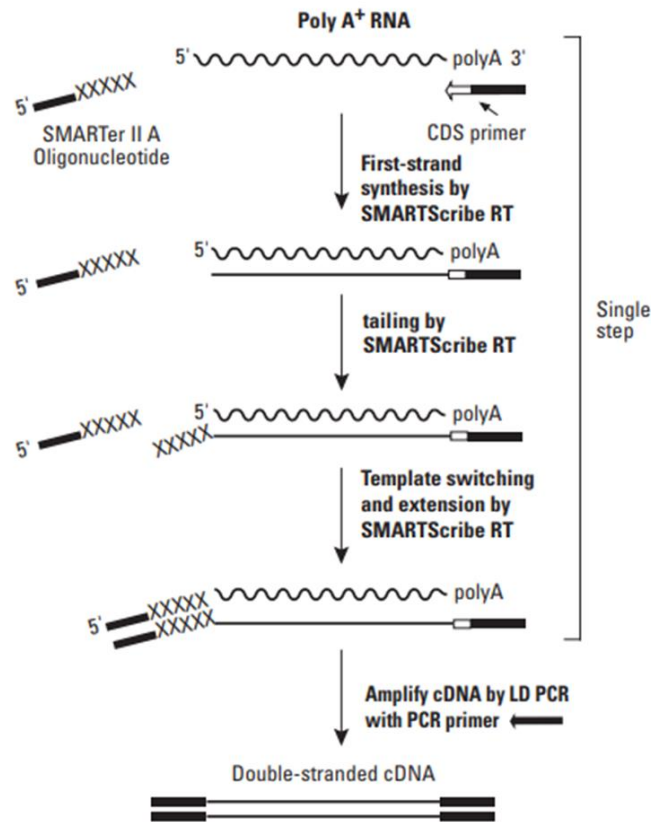 Poly A+ RNA
5' polyA 3'
5' XXXXX
SMARTer II A
Oligonucleotide
CDS primer
First-strand
synthesis by
SMARTScribe RT
5' polyA
5' XXXXX
Single
step
tailing by
SMARTScribe RT
5' polyA
5' XXXXX XXXXX
Template switching
and extension by
SMARTScribe RT
polyA
5' XXXXX
XXXXX
Amplify cDNA by LD PCR
with PCR primer
Double-stranded cDNA